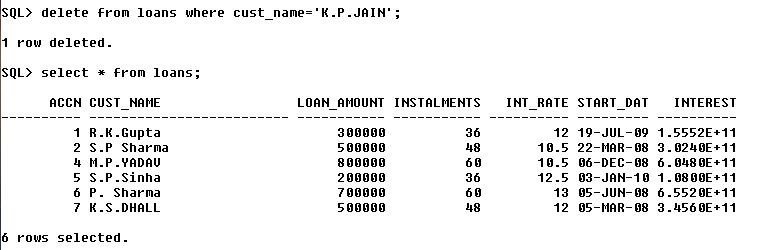 SQL> delete from loans where cust_name='K.P.JAIN';
1 row deleted.
SQL> select * from loans;
ACCN CUST_NAME LOAN_AMOUNT INSTALMENTS INT_RATE START_DAT INTEREST
---------- ------------------------------ ----------- ----------- ---------- --------- ----------
1 R.K.Gupta 300000 36 12 19-JUL-09 1.5552E+11
2 S.P Sharma 500000 48 10.5 22-MAR-08 3.0240E+11
4 M.P.YADAV 800000 60 10.5 06-DEC-08 6.0480E+11
5 S.P.Sinha 200000 36 12.5 03-JAN-10 1.0800E+11
6 P. Sharma 700000 60 13 05-JUN-08 6.5520E+11
7 K.S.DHALL 500000 48 12 05-MAR-08 3.4560E+11
6 rows selected.